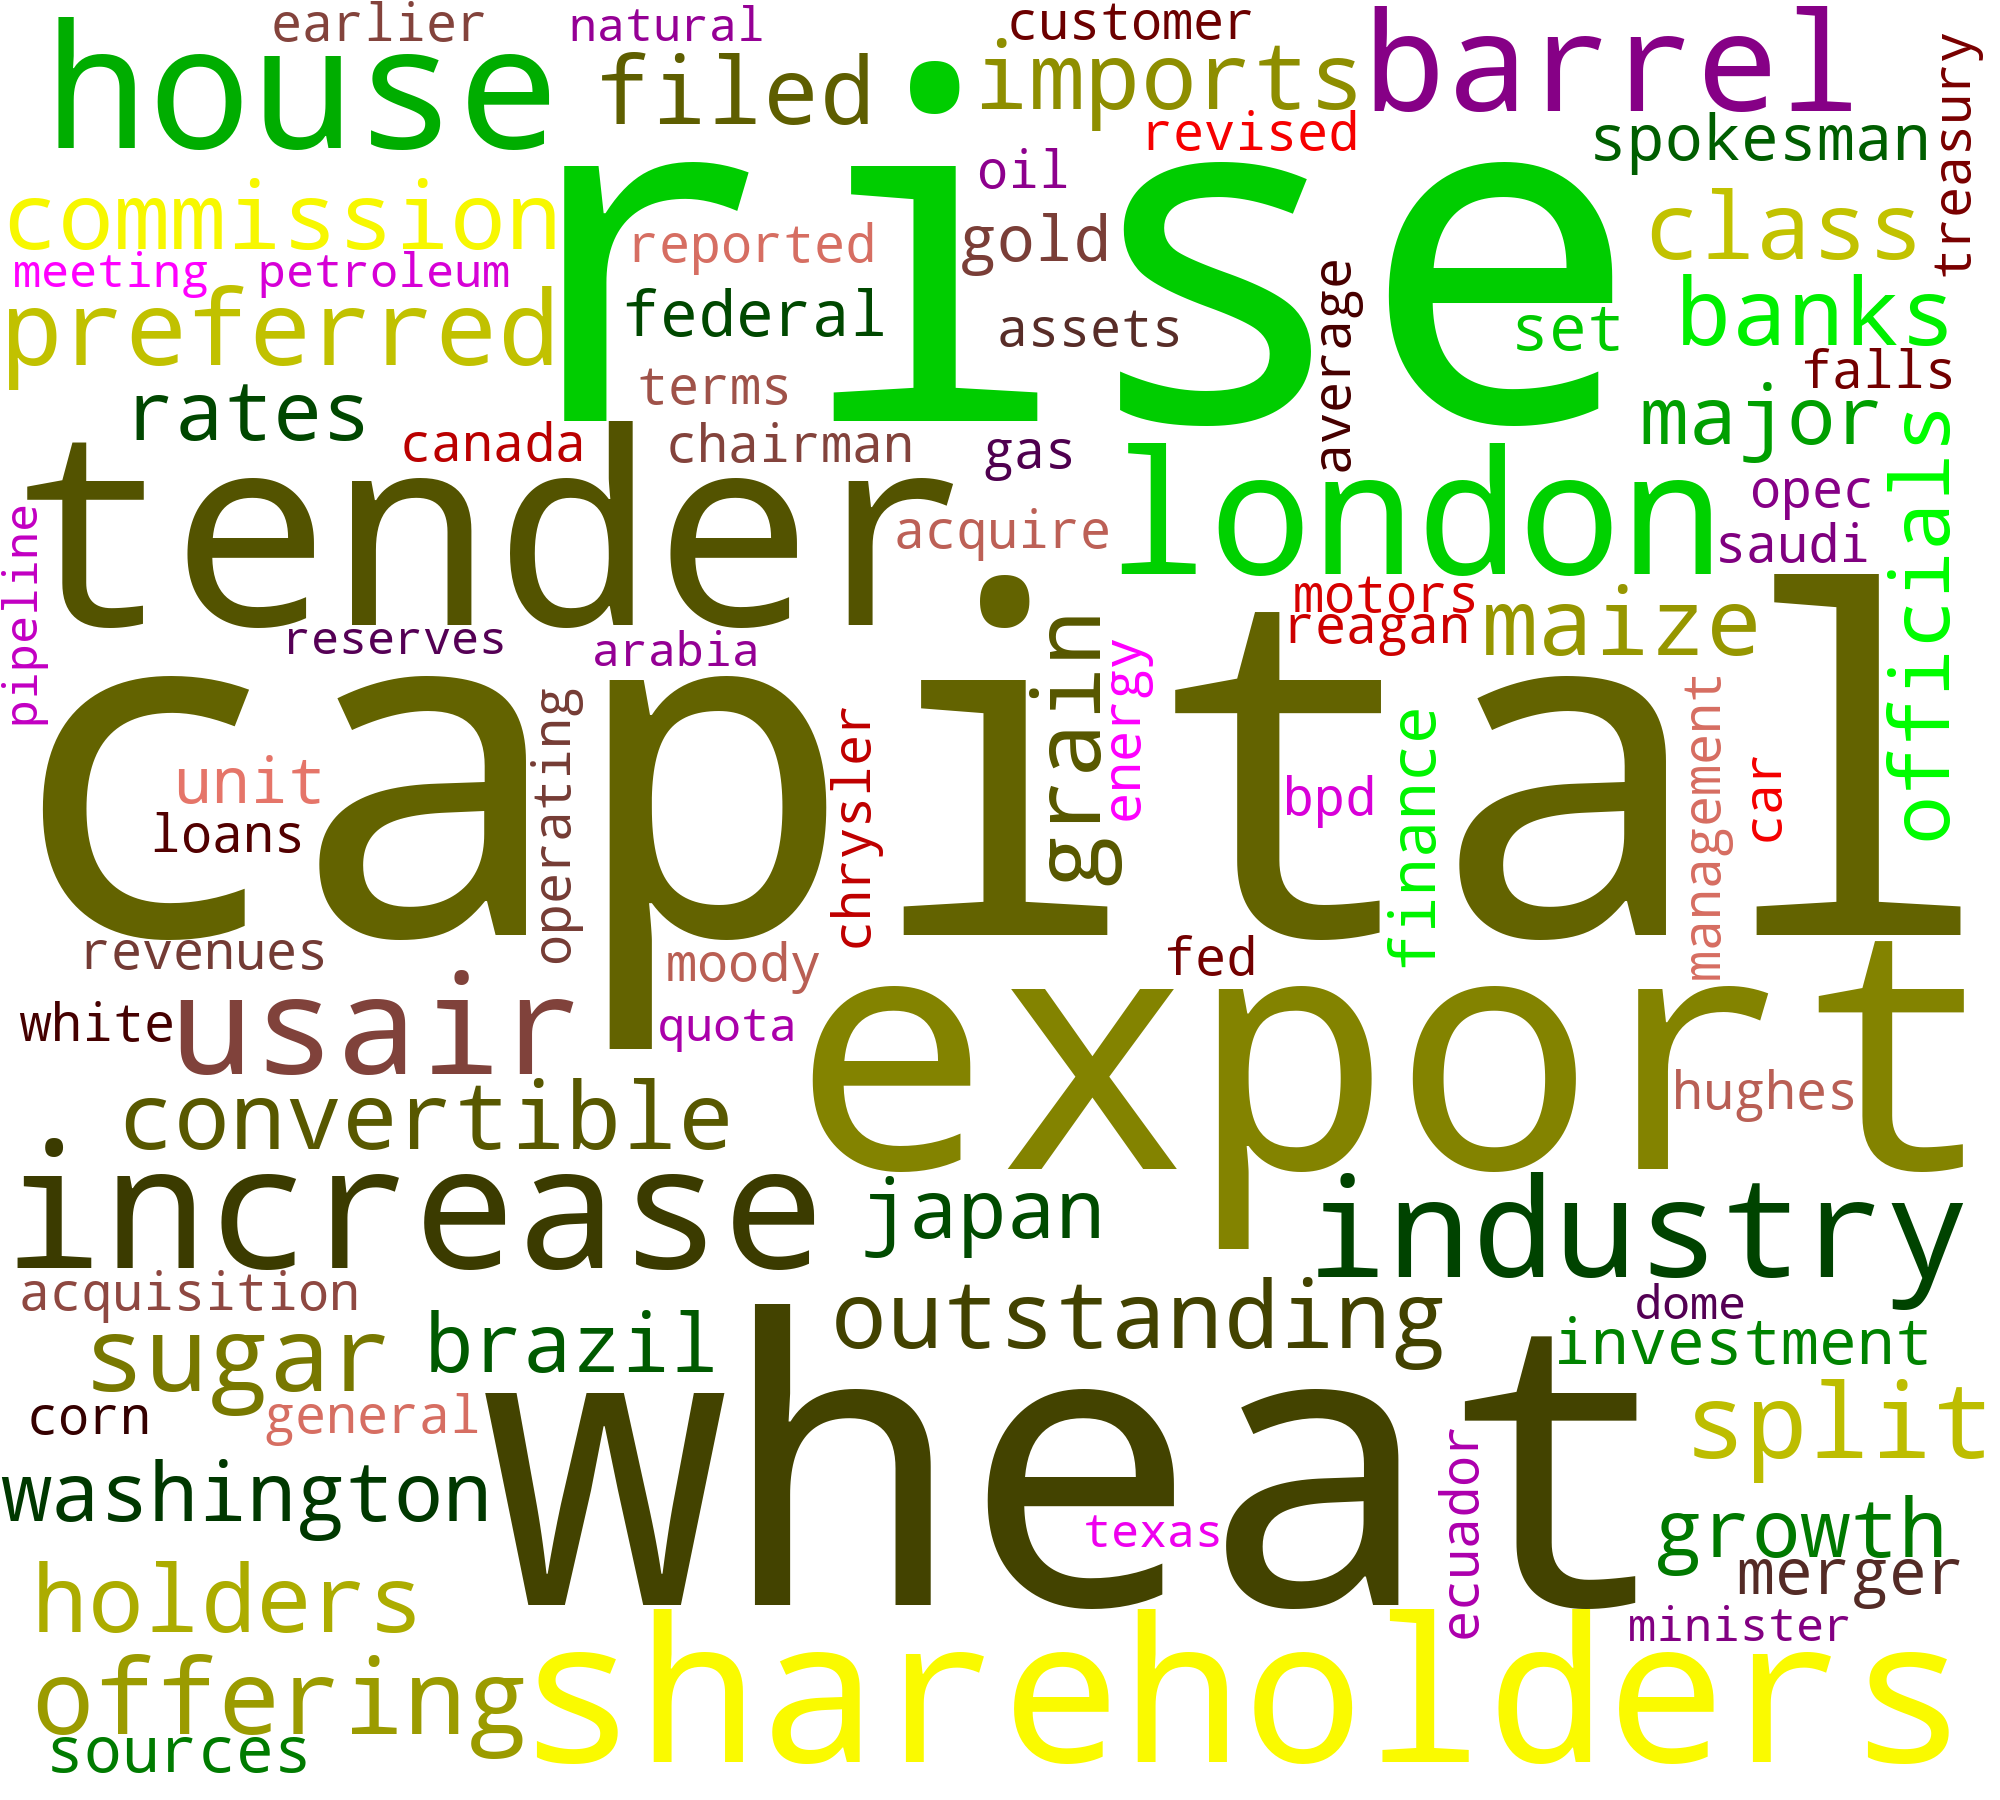 earlier
natural
customer
house
filed
imports
barrel
treasury
revised
spokesman
oil
commission
rise
class
reported
gold
meeting
petroleum
preferred
federal
assets
average
set
banks
falls
terms
rates
major
canada
chairman
gas
officials
tender
london
opec
acquire
saudi
pipeline
motors
reagan
maize
reserves
arabia
grain
energy
capital
operating
chrysler
finance
management
car
unit
bpd
loans
revenues
moody
fed
usair
white
quota
export
hughes
convertible
increase
japan
industry
acquisition
outstanding
dome
sugar
brazil
investment
corn
general
wheat
split
ecuador
washington
texas
growth
merger
holders
shareholders
minister
offering
sources